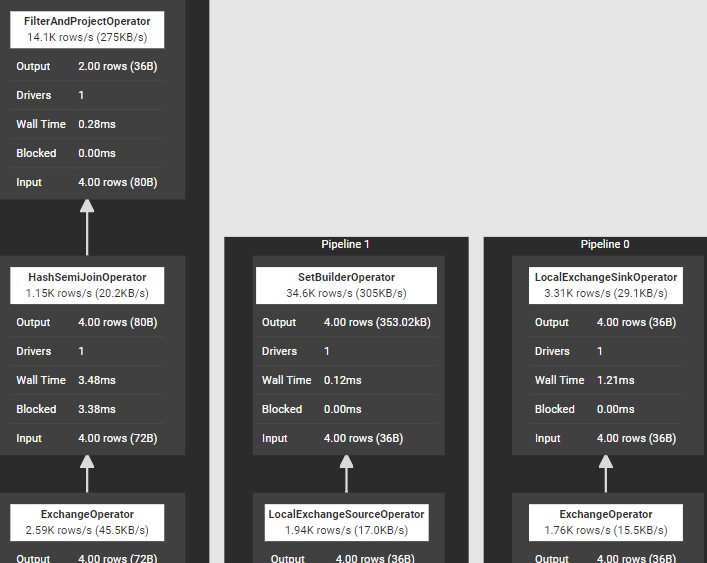 FilterAndProjectOperator
14.1K rows/s (275KB/s)
Output 2.00 rows (36B)
Drivers 1
Wall Time 0.28ms
Blocked 0.00ms
Input 4.00 rows (80B)
HashSemiJoinOperator
1.15K rows/s (20.2KB/s)
Output 4.00 rows (80B)
Drivers 1
Wall Time 3.48ms
Blocked 3.38ms
Input 4.00 rows (72B)
ExchangeOperator
2.59K rows/s (45.5KB/s)
Output 4.00 rows (72B)
Pipeline 1
SetBuilderOperator
34.6K rows/s (305KB/s)
Output 4.00 rows (353.02kB)
Drivers 1
Wall Time 0.12ms
Blocked 0.00ms
Input 4.00 rows (36B)
LocalExchangeSourceOperator
1.94K rows/s (17.0KB/s)
Output 4.00 rows (36B)
Pipeline 0
LocalExchangeSinkOperator
3.31K rows/s (29.1KB/s)
Output 4.00 rows (36B)
Drivers 1
Wall Time 1.21ms
Blocked 0.00ms
Input 4.00 rows (36B)
ExchangeOperator
1.76K rows/s (15.5KB/s)
Output 4.00 rows (36B)